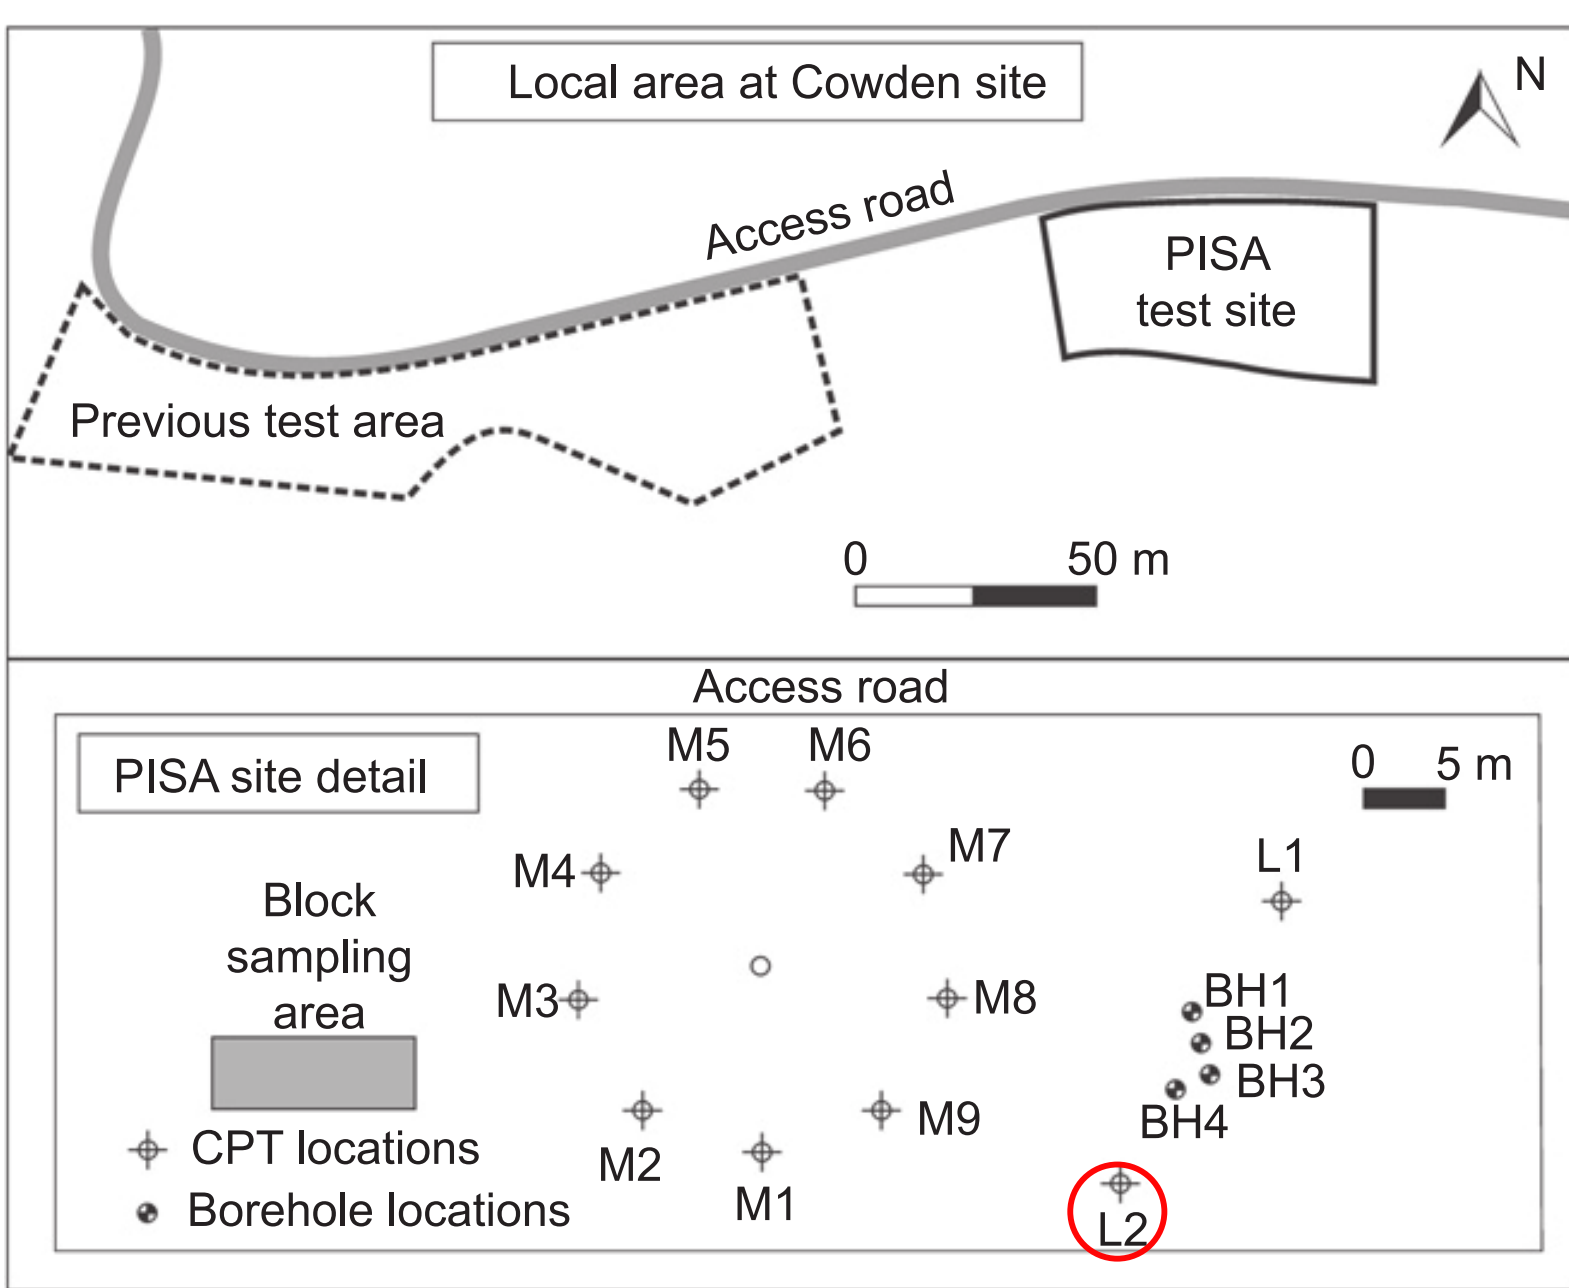 Local area at Cowden site
N
Access road
PISA
test site
Previous test area
0 50 m
Access road
PISA site detail
M5 M6
0 5 m
M4
M7
L1
Block
sampling
area
M3
M8
BH1
BH2
BH3
BH4
M2
M9
M1
L2
CPT locations
Borehole locations